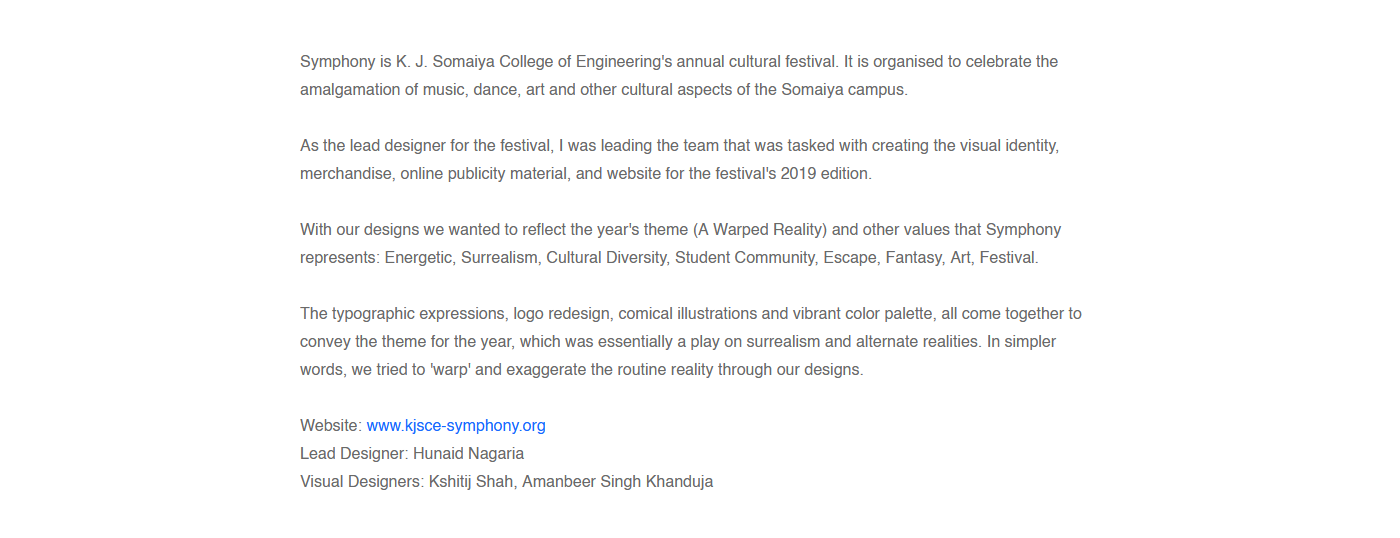 Symphony is K. J. Somaiya College of Engineering's annual cultural festival. It is organised to celebrate the
amalgamation of music, dance, art and other cultural aspects of the Somaiya campus.
As the lead designer for the festival, I was leading the team that was tasked with creating the visual identity,
merchandise, online publicity material, and website for the festival's 2019 edition.
With our designs we wanted to reflect the year's theme (A Warped Reality) and other values that Symphony
represents: Energetic, Surrealism, Cultural Diversity, Student Community, Escape, Fantasy, Art, Festival.
The typographic expressions, logo redesign, comical illustrations and vibrant color palette, all come together to
convey the theme for the year, which was essentially a play on surrealism and alternate realities. In simpler
words, we tried to 'warp' and exaggerate the routine reality through our designs.
Website: www.kjsce-symphony.org
Lead Designer: Hunaid Nagaria
Visual Designers: Kshitij Shah, Amanbeer Singh Khanduja